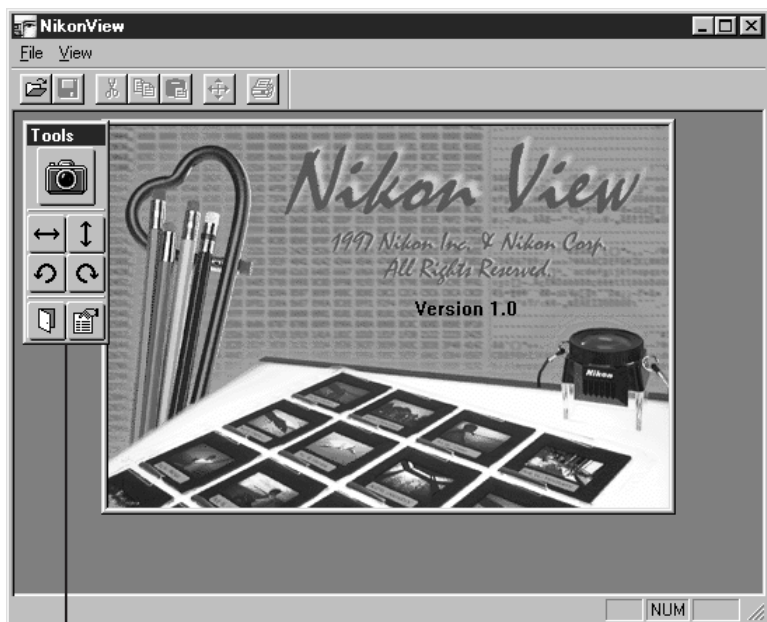 NikonView
File View
Tools
Nikon View
1997 Nikon Inc. & Nikon Corp.
All Rights Reserved.
Version 1.0
Nikon
NUM